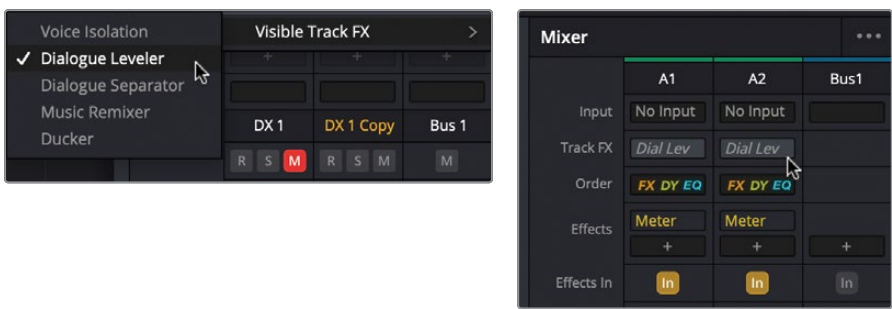 Voice Isolation
✓ Dialogue Leveler
Dialogue Separator
Music Remixer
Ducker
Visible Track FX >
+ + +
DX 1 DX 1 Copy Bus 1
R S M R S M M
Mixer •••
A1 A2 Bus1
Input No Input No Input
Track FX Dial Lev Dial Lev
Order FX DY EQ FX DY EQ
Effects Meter Meter
+ + +
Effects In In In In